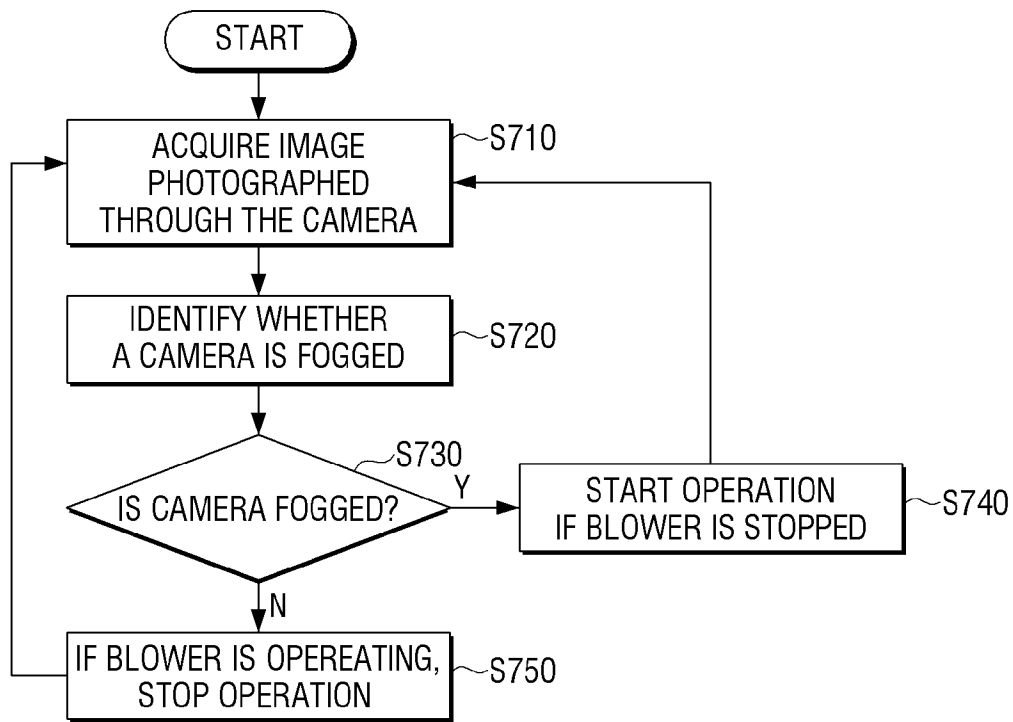 START
ACQUIRE IMAGE
PHOTOGRAPHED
THROUGH THE CAMERA
S710
IDENTIFY WHETHER
A CAMERA IS FOGGED
S720
S730
IS CAMERA FOGGED?
Y
START OPERATION
IF BLOWER IS STOPPED
S740
N
IF BLOWER IS OPEREATING,
STOP OPERATION
S750